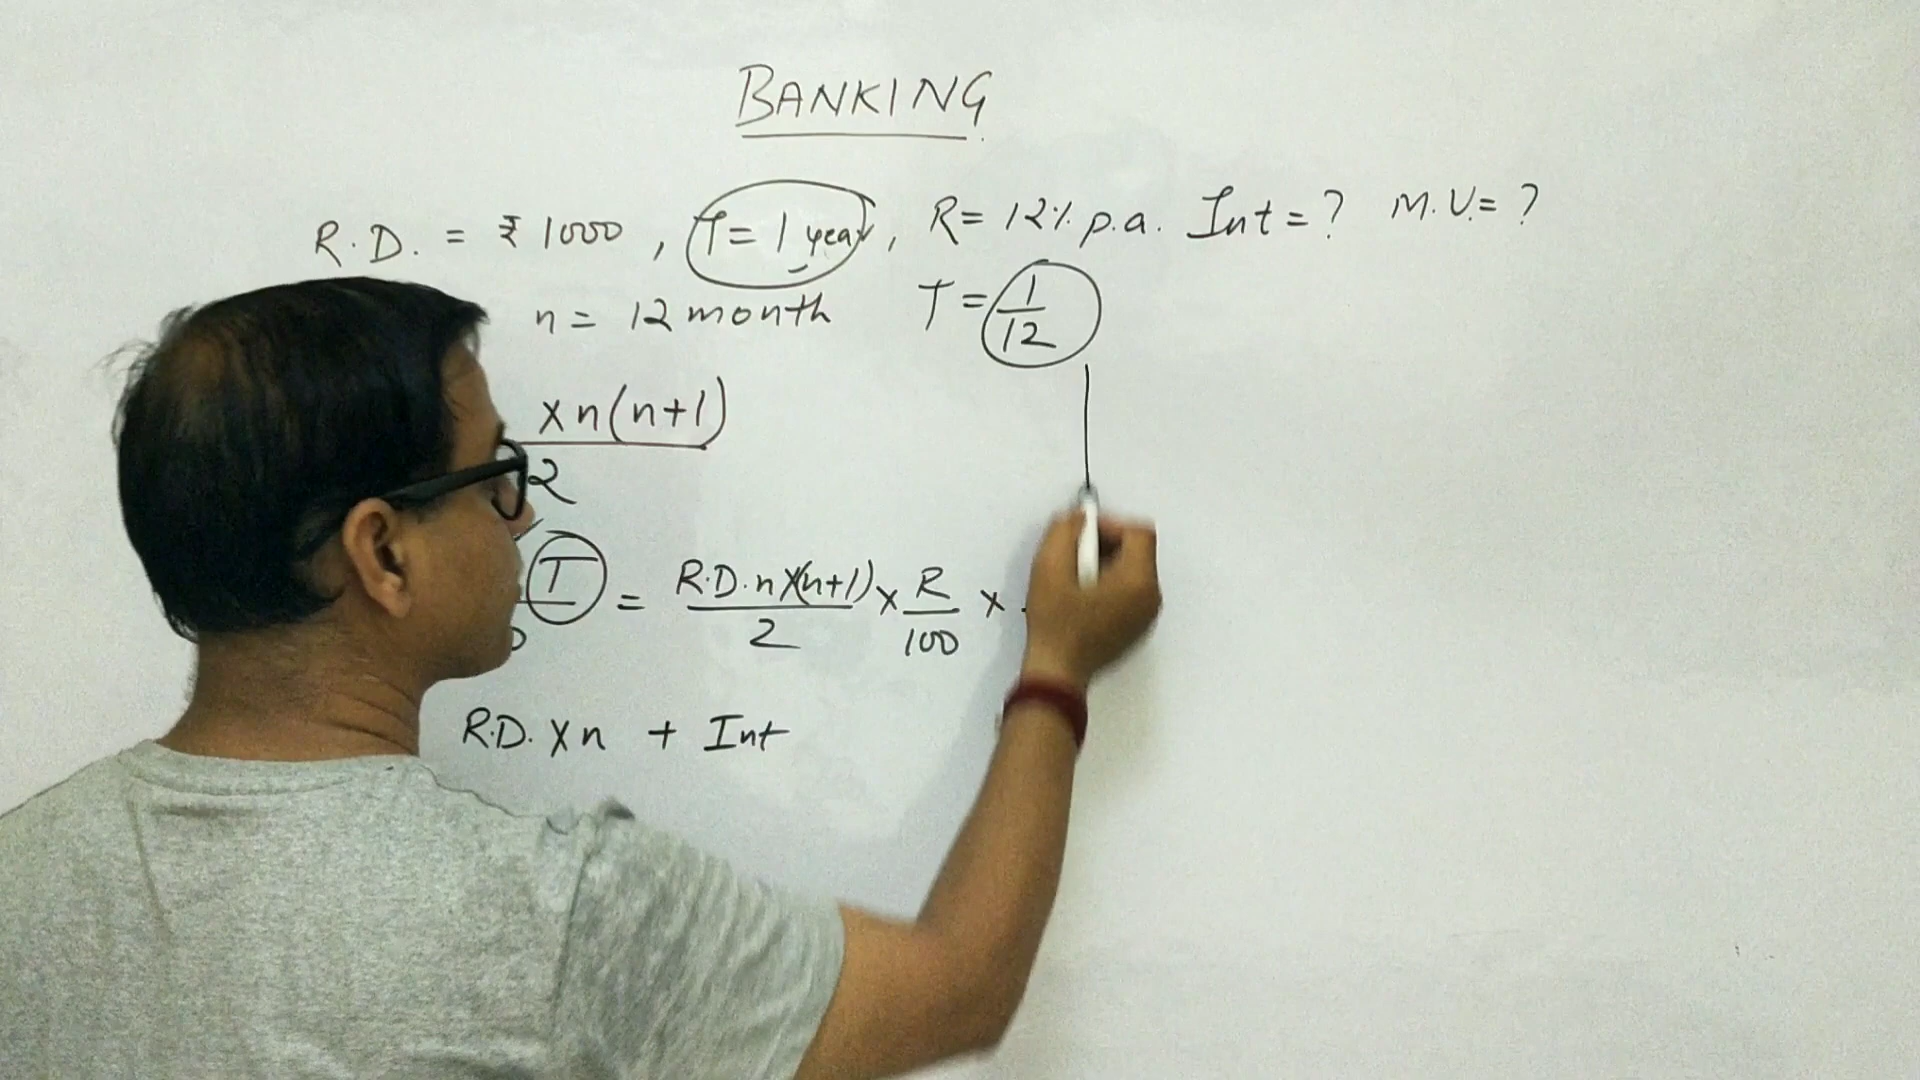 BANKING
R.D. = ₹ 1000 , T = 1 year , R = 12% p.a. Int = ? M.V. = ?
n = 12 month T = 1/12
x n(n+1)
2
T = R.D. n x(n+1)/2 x R/100 x
R.D. x n + Int